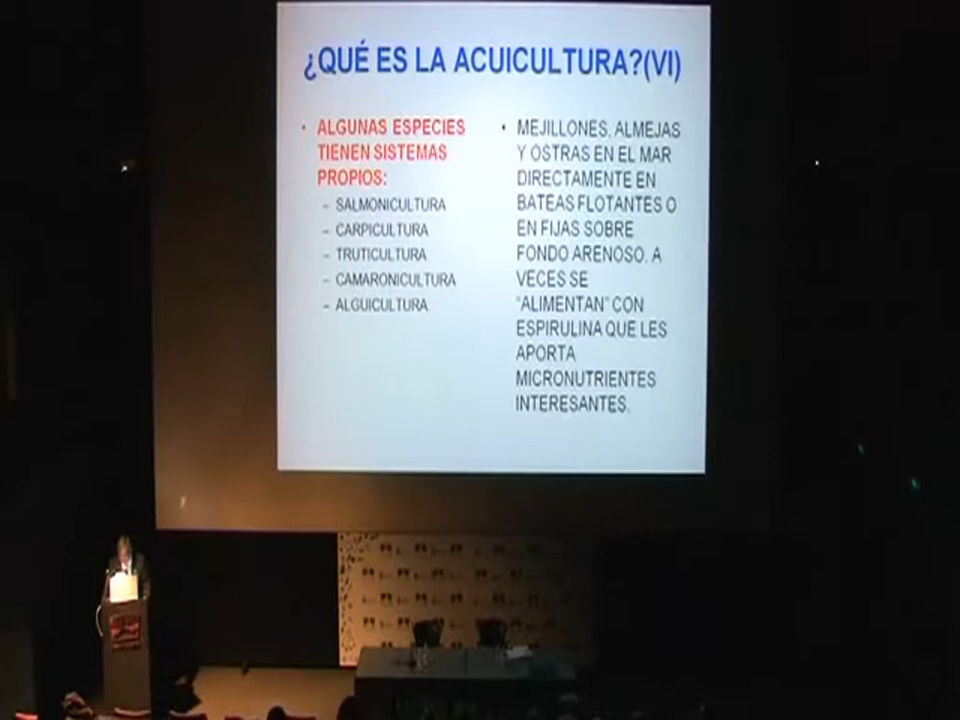 ¿QUÉ ES LA ACUICULTURA?(VI)
• ALGUNAS ESPECIES
TIENEN SISTEMAS
PROPIOS:
– SALMONICULTURA
– CARPICULTURA
– TRUTICULTURA
– CAMARONICULTURA
– ALGUICULTURA
• MEJILLONES, ALMEJAS
Y OSTRAS EN EL MAR
DIRECTAMENTE EN
BATEAS FLOTANTES O
EN FIJAS SOBRE
FONDO ARENOSO. A
VECES SE
“ALIMENTAN” CON
ESPIRULINA QUE LES
APORTA
MICRONUTRIENTES
INTERESANTES.